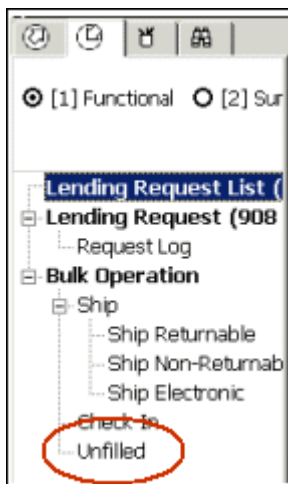 [1] Functional [2] Sur
Lending Request List (
Lending Request (908
Request Log
Bulk Operation
Ship
Ship Returnable
Ship Non-Returnab
Ship Electronic
Check-In
Unfilled